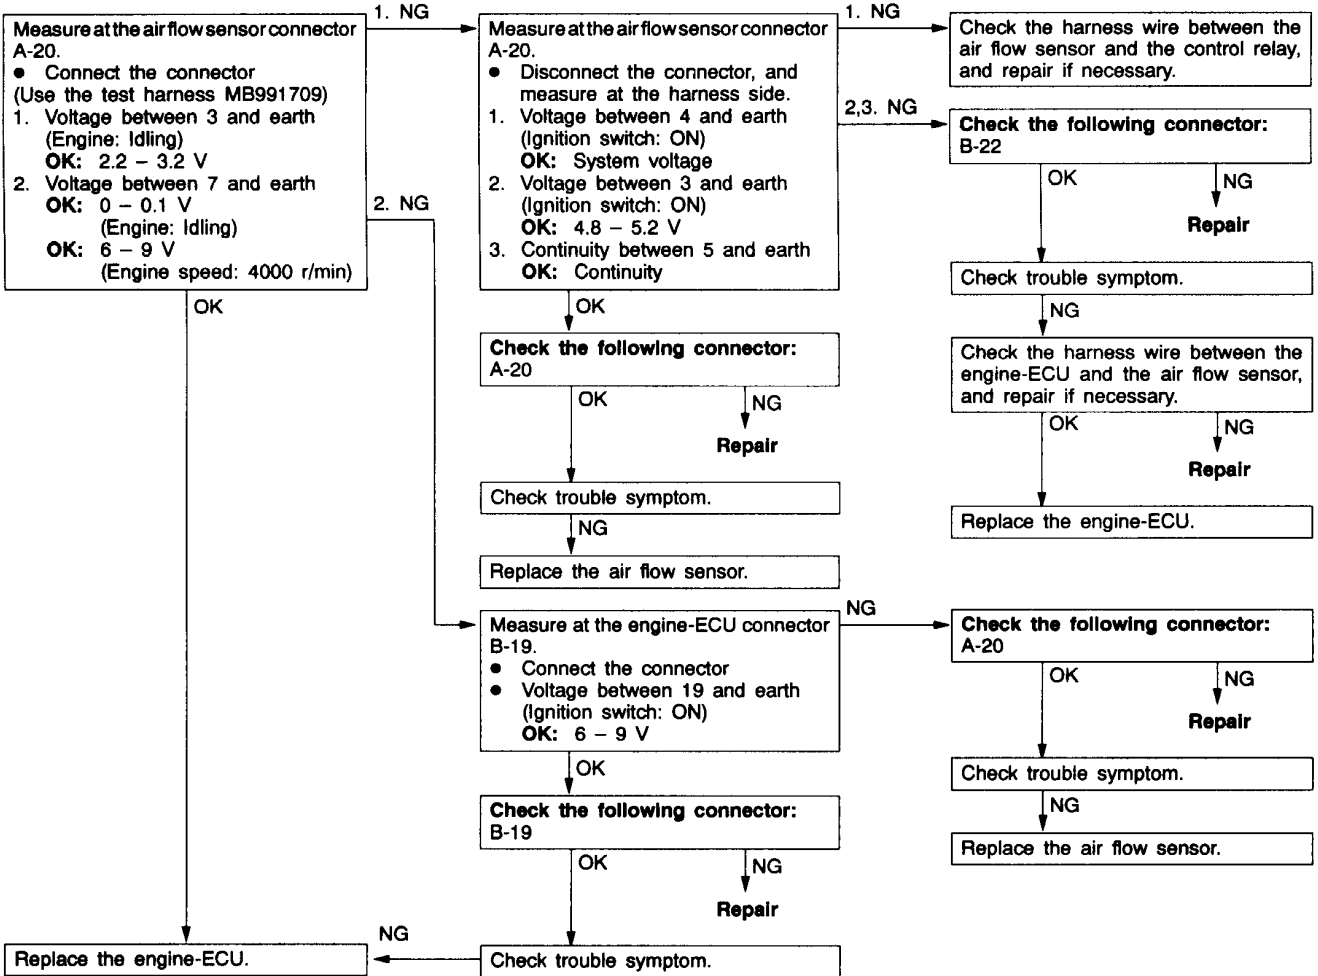 1. NG
Measure at the air flow sensor connector
A-20.
● Connect the connector
(Use the test harness MB991709)
1. Voltage between 3 and earth
(Engine: Idling)
OK: 2.2 – 3.2 V
2. Voltage between 7 and earth
OK: 0 – 0.1 V
(Engine: Idling)
OK: 6 – 9 V
(Engine speed: 4000 r/min)
2. NG
OK
1. NG
Measure at the air flow sensor connector
A-20.
● Disconnect the connector, and
measure at the harness side.
1. Voltage between 4 and earth
(Ignition switch: ON)
OK: System voltage
2. Voltage between 3 and earth
(Ignition switch: ON)
OK: 4.8 – 5.2 V
3. Continuity between 5 and earth
OK: Continuity
2,3. NG
OK
Check the harness wire between the
air flow sensor and the control relay,
and repair if necessary.
Check the following connector:
B-22
OK
NG
Repair
Check trouble symptom.
NG
Check the harness wire between the
engine-ECU and the air flow sensor,
and repair if necessary.
OK
NG
Repair
Replace the engine-ECU.
Check the following connector:
A-20
OK
NG
Repair
Check trouble symptom.
NG
Replace the air flow sensor.
Measure at the engine-ECU connector
B-19.
● Connect the connector
● Voltage between 19 and earth
(Ignition switch: ON)
OK: 6 – 9 V
NG
OK
Check the following connector:
A-20
OK
NG
Repair
Check trouble symptom.
NG
Replace the air flow sensor.
Check the following connector:
B-19
OK
NG
Repair
Check trouble symptom.
NG
Replace the engine-ECU.